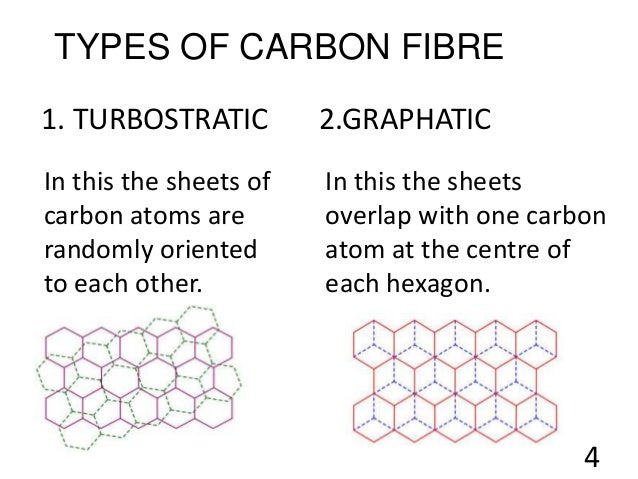 TYPES OF CARBON FIBRE
1. TURBOSTRATIC
In this the sheets of
carbon atoms are
randomly oriented
to each other.
2.GRAPHATIC
In this the sheets
overlap with one carbon
atom at the centre of
each hexagon.
4